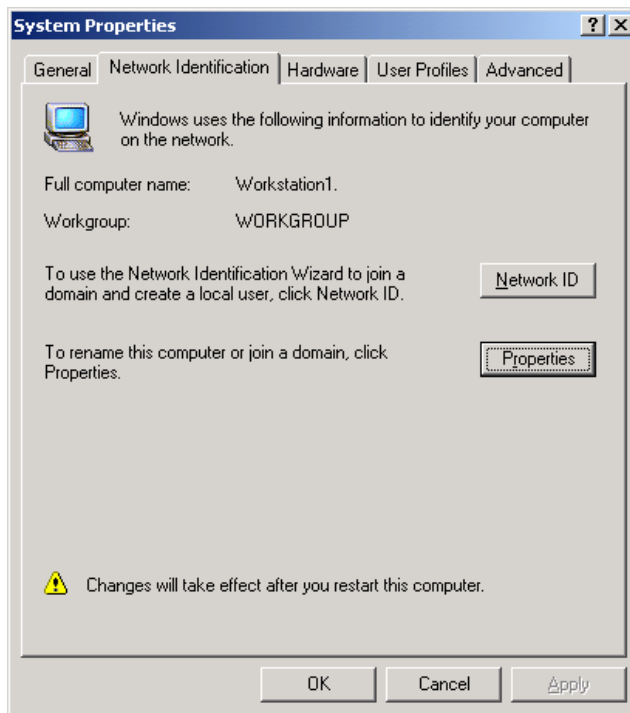 System Properties
General Network Identification Hardware User Profiles Advanced
Windows uses the following information to identify your computer
on the network.
Full computer name: Workstation1.
Workgroup: WORKGROUP
To use the Network Identification Wizard to join a
domain and create a local user, click Network ID.
Network ID
To rename this computer or join a domain, click
Properties.
Properties
Changes will take effect after you restart this computer.
OK Cancel Apply